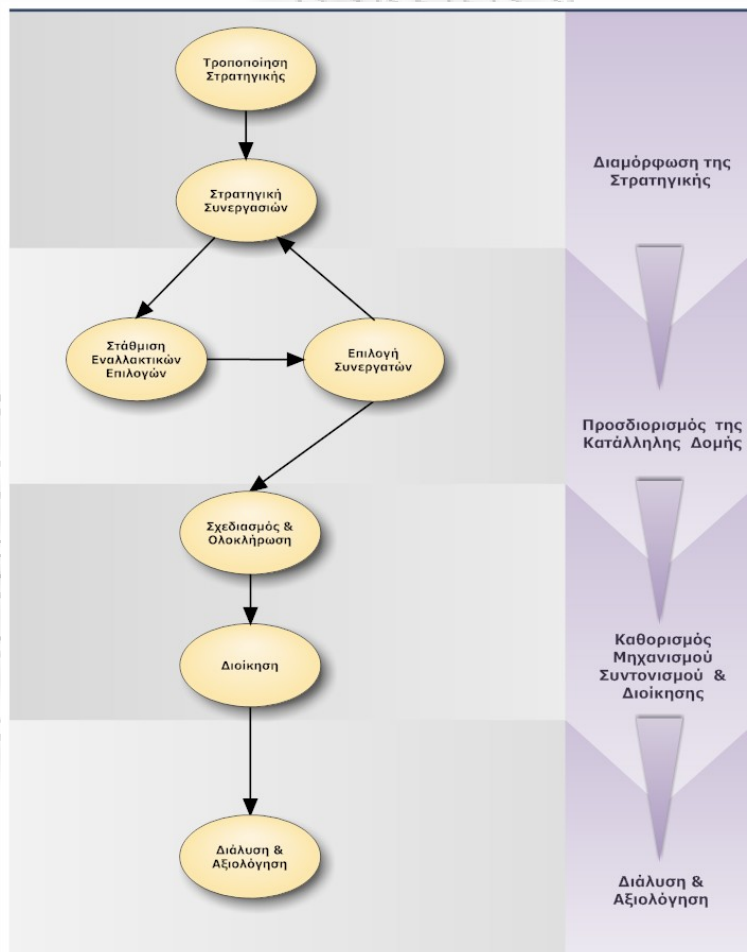 Τροποποίηση
Στρατηγικής
Στρατηγική
Συνεργασιών
Διαμόρφωση της
Στρατηγικής
Στάθμιση
Εναλλακτικών
Επιλογών
Επιλογή
Συνεργατών
Προσδιορισμός της
Κατάλληλης Δομής
Σχεδιασμός &
Ολοκλήρωση
Διοίκηση
Καθορισμός
Μηχανισμού
Συντονισμού &
Διοίκησης
Διάλυση &
Αξιολόγηση
Διάλυση &
Αξιολόγηση